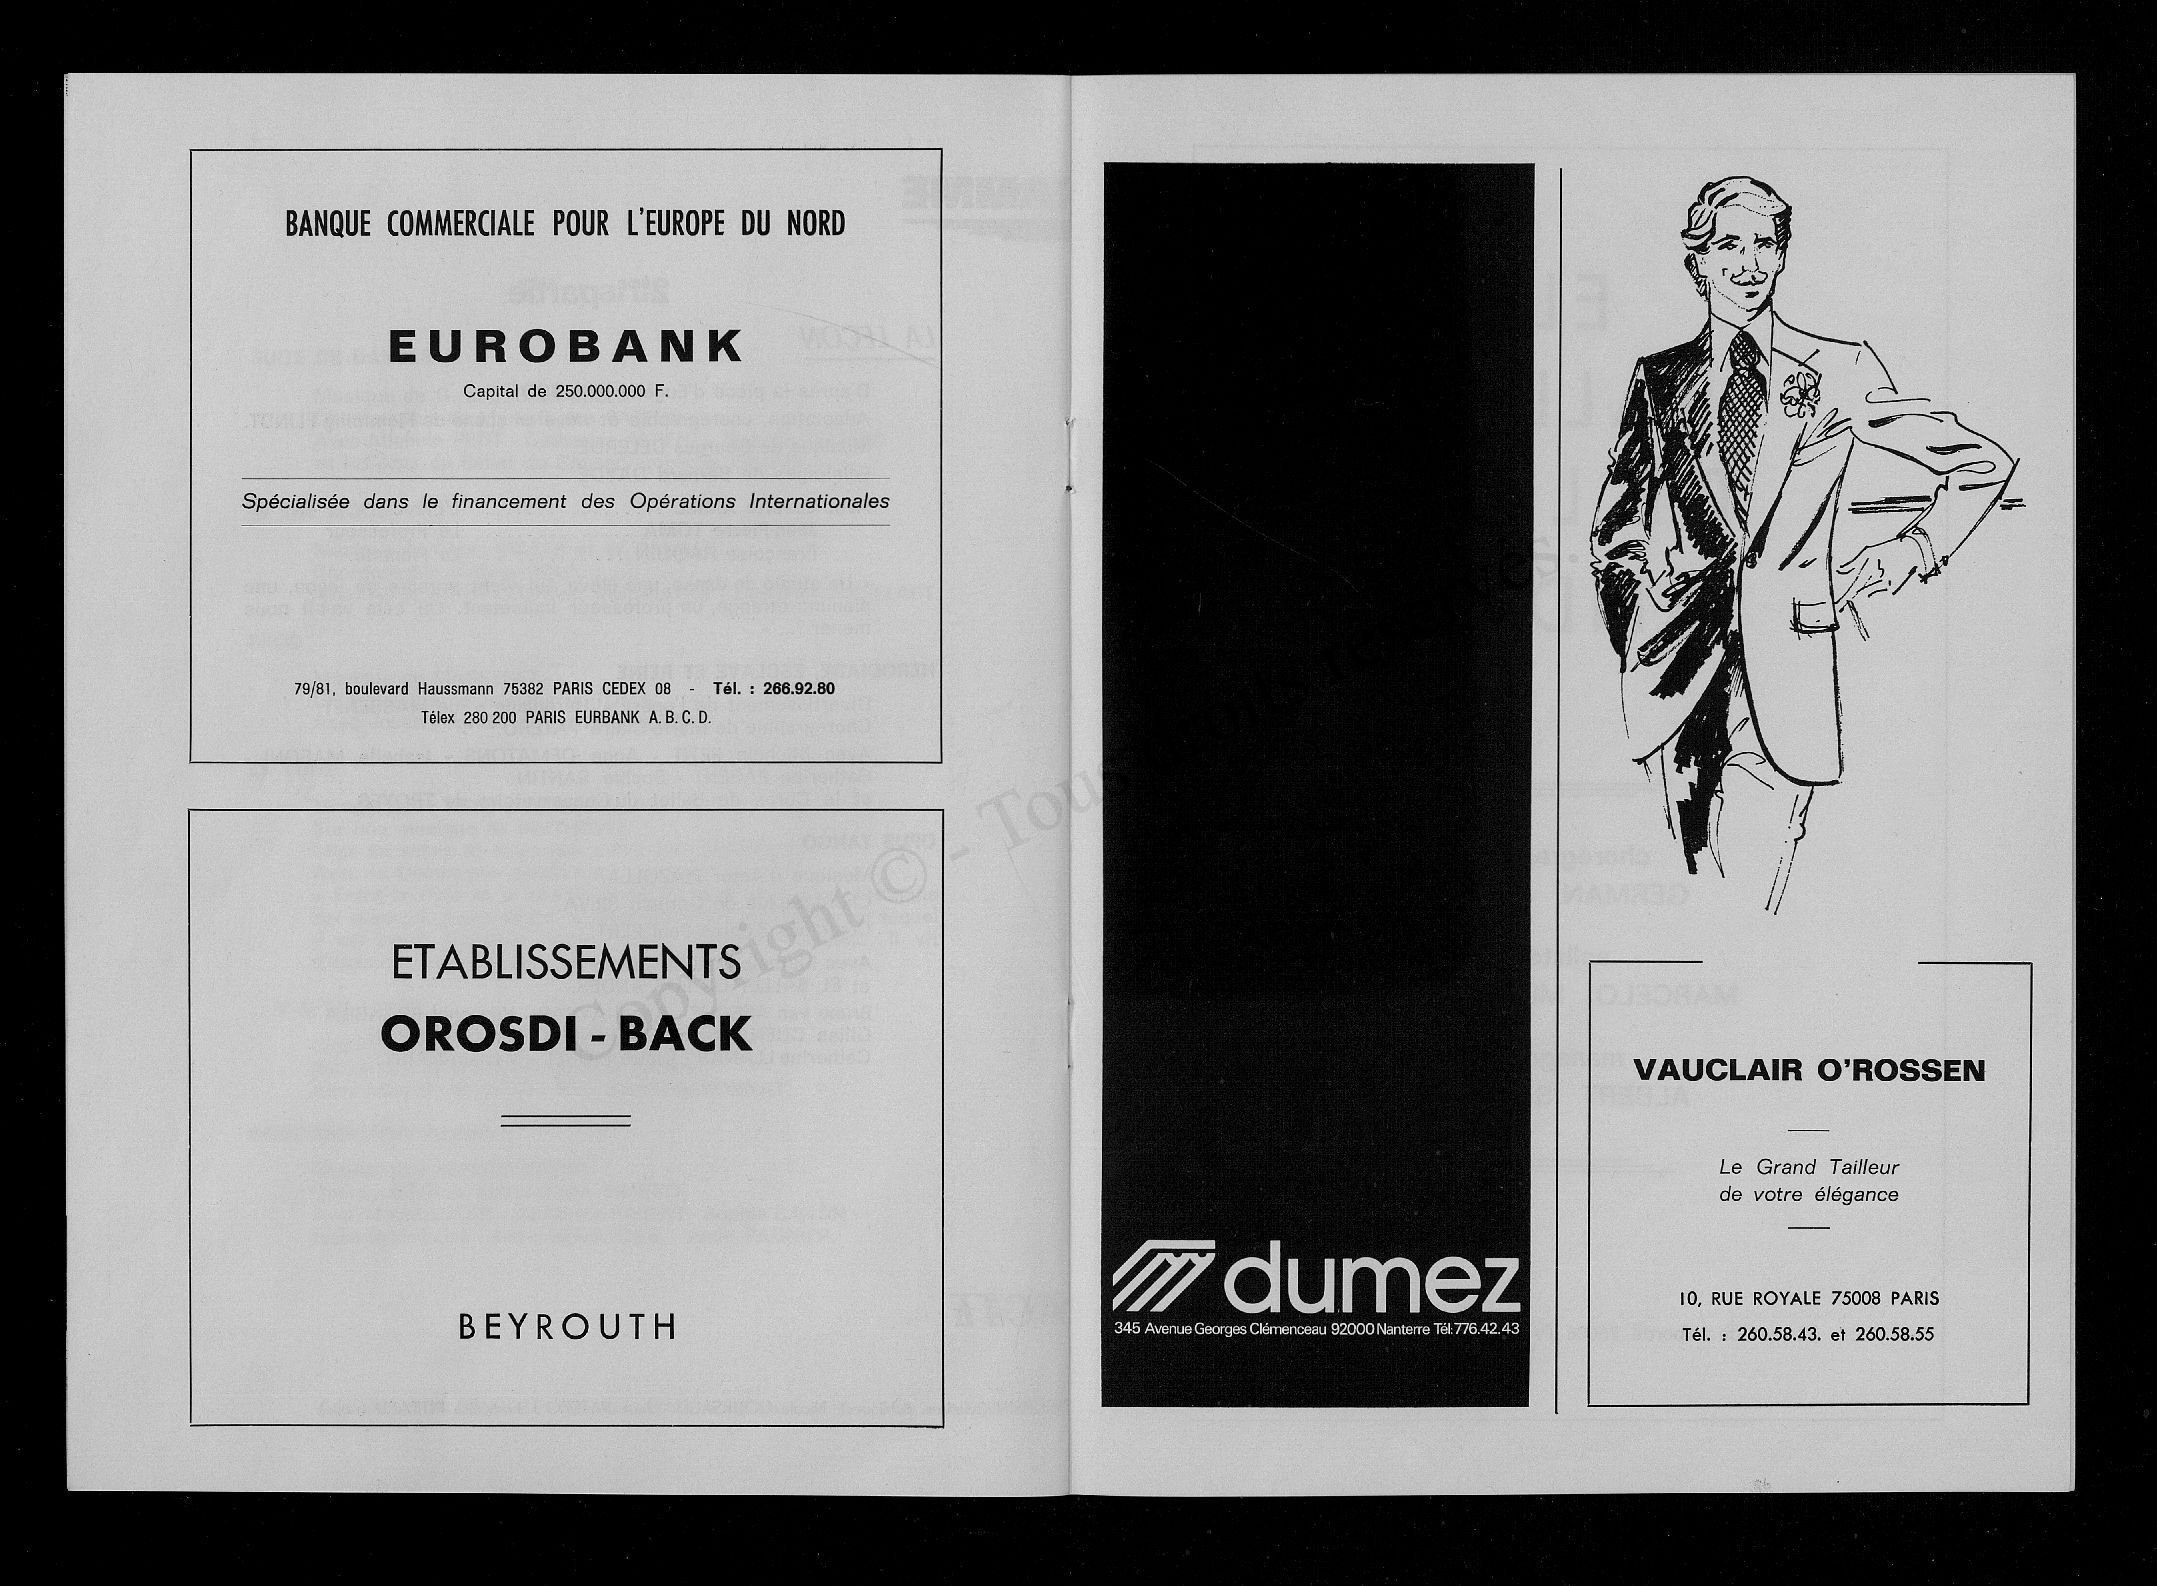 BANQUE COMMERCIALE POUR L'EUROPE DU NORD
EUROBANK
Capital de 250.000.000 F.
Spécialisée dans le financement des Opérations Internationales
79/81, boulevard Haussmann 75382 PARIS CEDEX 08 - Tél. : 266.92.80
Télex 280 200 PARIS EURBANK A.B.C.D.
ETABLISSEMENTS
OROSDI - BACK
BEYROUTH
dumez
345 Avenue Georges Clémenceau 92000 Nanterre Tél: 776.42.43
VAUCLAIR O'ROSSEN
Le Grand Tailleur
de votre élégance
10, RUE ROYALE 75008 PARIS
Tél. : 260.58.43. et 260.58.55
Copyright © - Tous